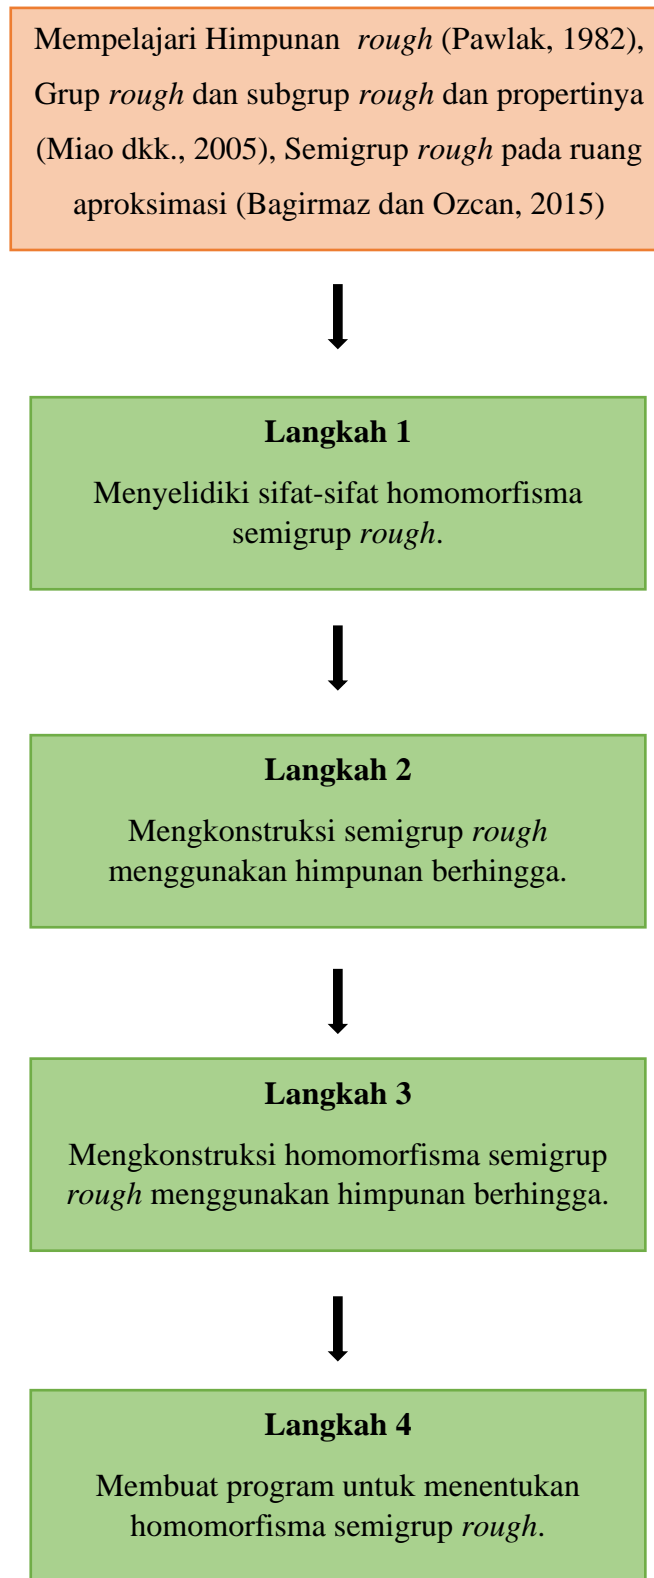 Mempelajari Himpunan rough (Pawlak, 1982),
Grup rough dan subgrup rough dan propertinya
(Miao dkk., 2005), Semigrup rough pada ruang
aproksimasi (Bagirmaz dan Ozcan, 2015)
Langkah 1
Menyelidiki sifat-sifat homomorfisma
semigrup rough.
Langkah 2
Mengkonstruksi semigrup rough
menggunakan himpunan berhingga.
Langkah 3
Mengkonstruksi homomorfisma semigrup
rough menggunakan himpunan berhingga.
Langkah 4
Membuat program untuk menentukan
homomorfisma semigrup rough.